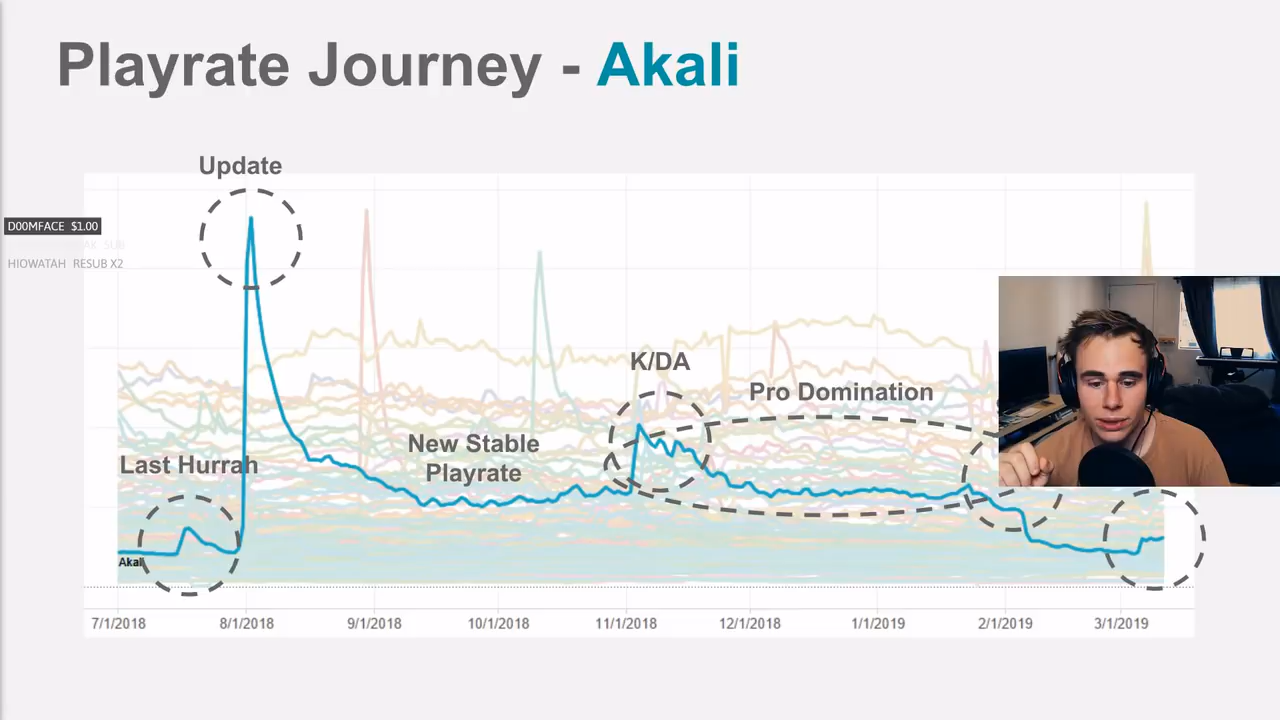 Playrate Journey - Akali
Update
D00MFACE $1.00
HIOWATAH RESUB X2
K/DA
Pro Domination
New Stable
Playrate
Last Hurrah
Akali
7/1/2018
8/1/2018
9/1/2018
10/1/2018
11/1/2018
12/1/2018
1/1/2019
2/1/2019
3/1/2019